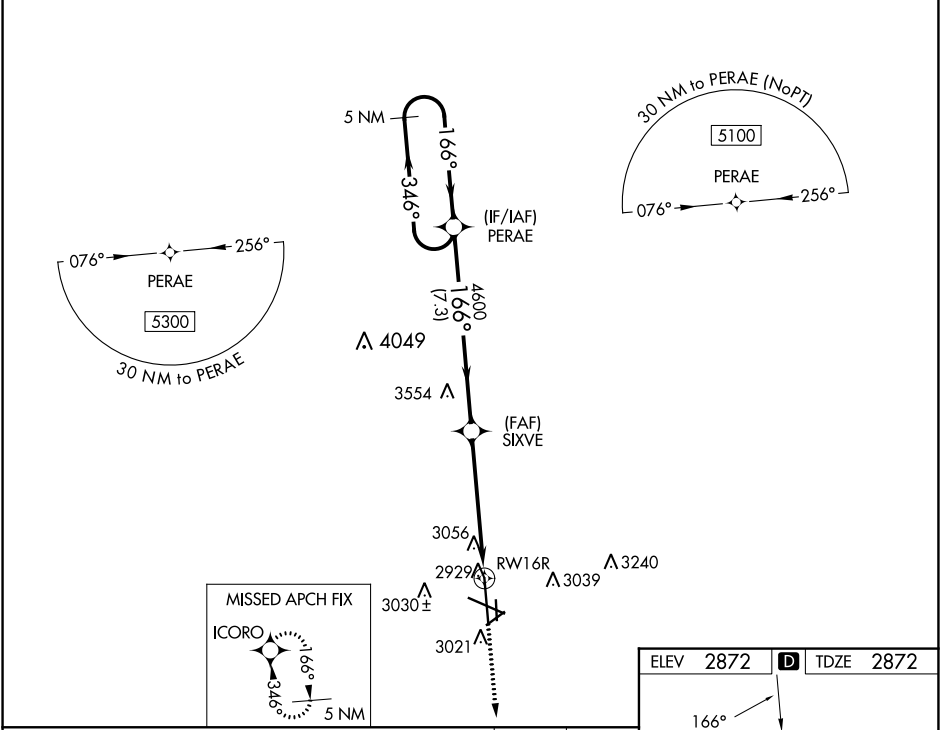 30 NM to PERAE (NoPT)
5100
PERAE
076°
256°
5 NM
166°
346°
(IF/IAF)
PERAE
076°
256°
PERAE
5300
30 NM to PERAE
4600
166°
(7.3)
4049
3554
(FAF)
SIXVE
3056
RW16R
2929
3240
3039
3030±
3021
MISSED APCH FIX
ICORO
166°
346°
5 NM
ELEV 2872 D TDZE 2872
166°